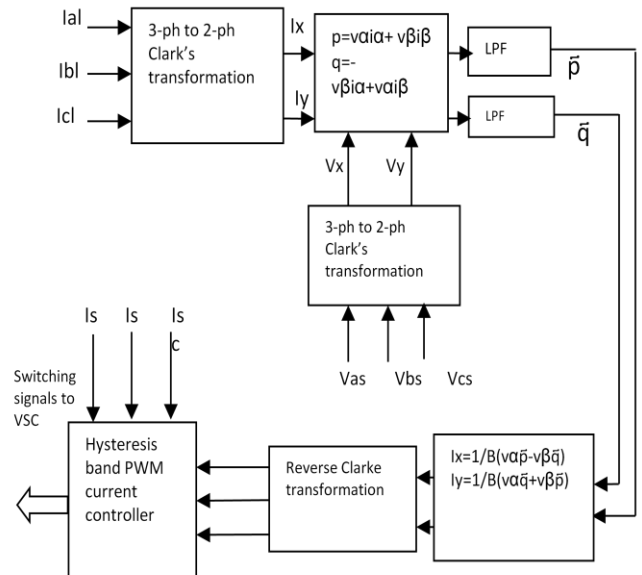 Ial
Ibl
Icl
3-ph to 2-ph
Clark's
transformation
Ix
Iy
p=vαiα+ vβiβ
q=-
vβiα+vαiβ
LPF
p̄
LPF
q̄
Vx
Vy
3-ph to 2-ph
Clark's
transformation
Vas
Vbs
Vcs
Is
Is
Is
c
Switching
signals to
VSC
Hysteresis
band PWM
current
controller
Reverse Clarke
transformation
Ix=1/B(vαp̄-vβq̄)
Iy=1/B(vαq̄+vβp̄)